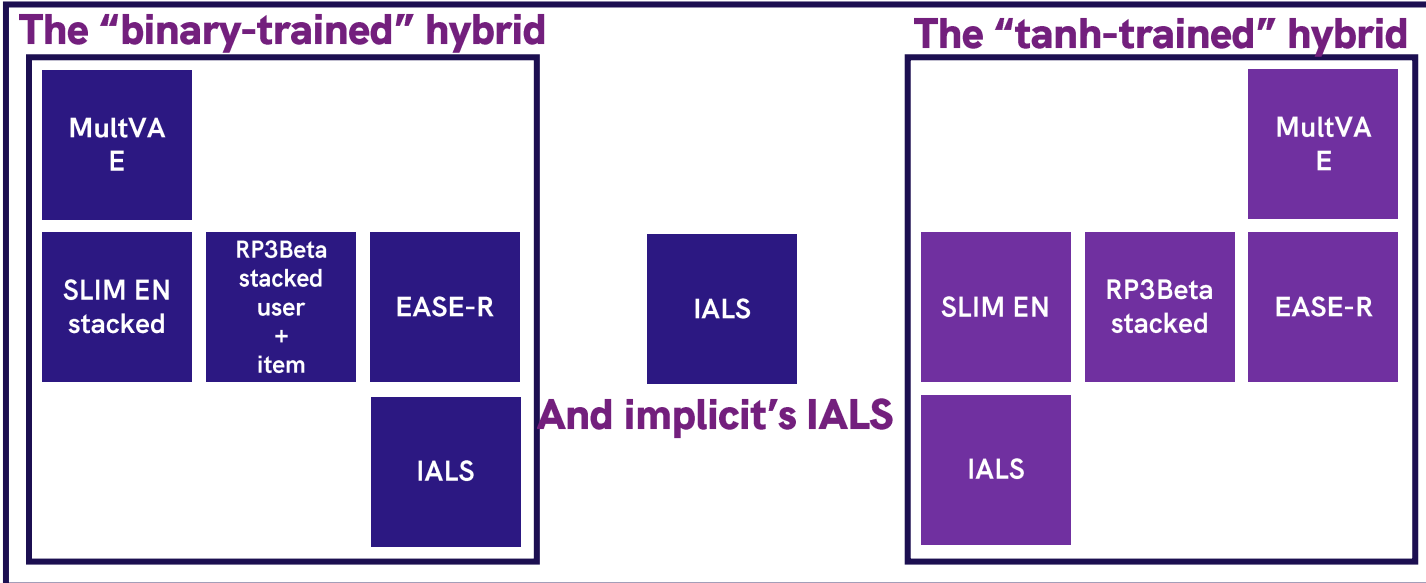 The “binary-trained” hybrid
MultVA
E
SLIM EN
stacked
RP3Beta
stacked
user
+
item
EASE-R
IALS
IALS
And implicit’s IALS
The “tanh-trained” hybrid
MultVA
E
SLIM EN
RP3Beta
stacked
EASE-R
IALS